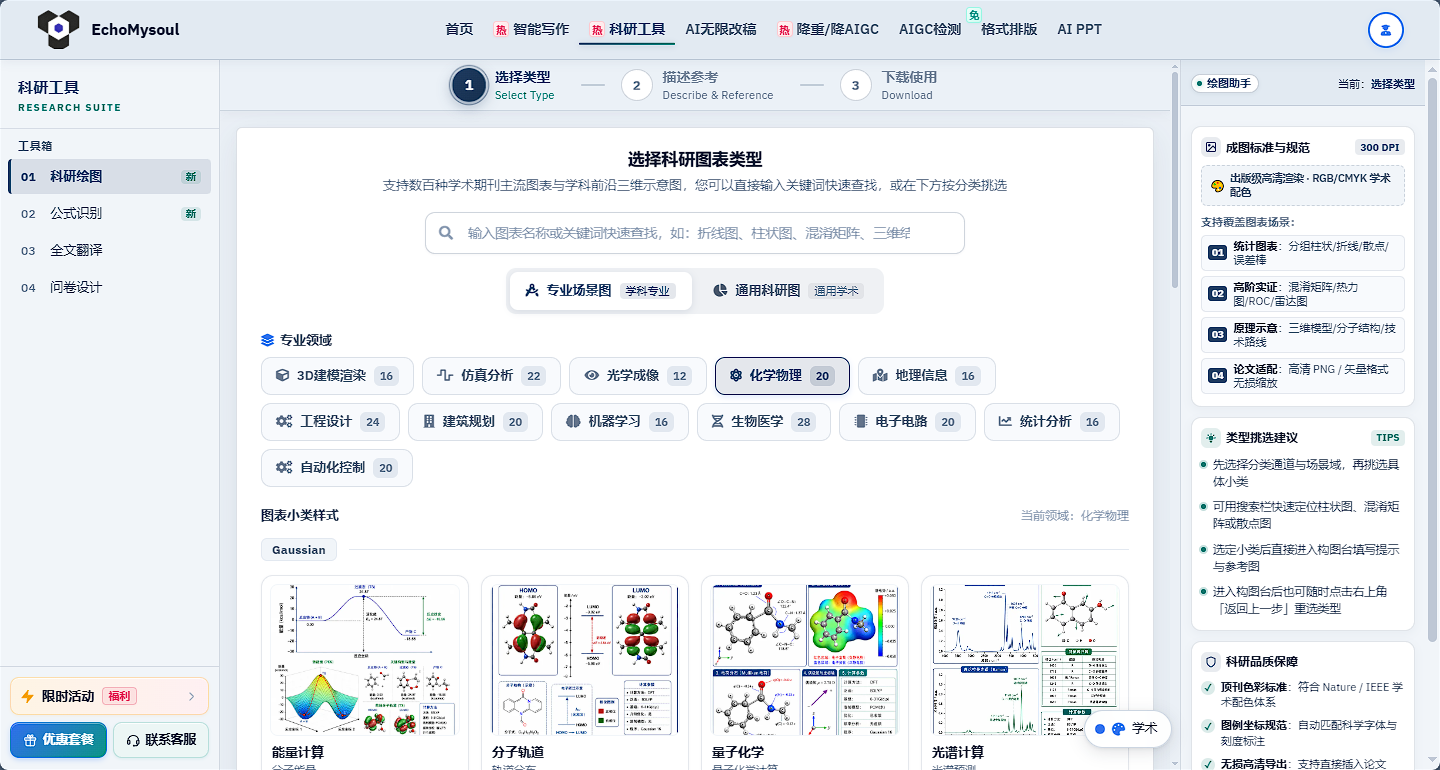 EchoMysoul
首页
热 智能写作
热 科研工具
AI无限改稿
热 降重/降AIGC
AIGC检测
免
格式排版
AI PPT
科研工具
RESEARCH SUITE
工具箱
01 科研绘图 新
02 公式识别 新
03 全文翻译
04 问卷设计
限时活动 福利
优惠套餐
联系客服
1 选择类型
Select Type
2 描述参考
Describe & Reference
3 下载使用
Download
选择科研图表类型
支持数百种学术期刊主流图表与学科前沿三维示意图，您可以直接输入关键词快速查找，或在下方按分类挑选
输入图表名称或关键词快速查找，如：折线图、柱状图、混淆矩阵、三维结
专业场景图 学科专业
通用科研图 通用学术
专业领域
3D建模渲染 16
仿真分析 22
光学成像 12
化学物理 20
地理信息 16
工程设计 24
建筑规划 20
机器学习 16
生物医学 28
电子电路 20
统计分析 16
自动化控制 20
图表小类样式
当前领域：化学物理
Gaussian
HOMO
LUMO
LUMO
HOMO
能量计算
分子轨道
量子化学
光谱计算
分子能量
轨道分布
量子化学计算
光谱预测
学术
绘图助手
当前：选择类型
成图标准与规范 300 DPI
出版级高清渲染 · RGB/CMYK 学术
配色
支持覆盖图表场景：
01 统计图表：分组柱状/折线/散点/
误差棒
02 高阶实证：混淆矩阵/热力
图/ROC/雷达图
03 原理示意：三维模型/分子结构/技
术路线
04 论文适配：高清 PNG / 矢量格式
无损缩放
类型挑选建议 TIPS
先选择分类通道与场景域，再挑选具
体小类
可用搜索栏快速定位柱状图、混淆矩
阵或散点图
选定小类后直接进入构图台填写提示
与参考图
进入构图台后也可随时点击右上角
「返回上一步」重选类型
科研品质保障
顶刊色彩标准：符合 Nature / IEEE 学
术配色体系
图例坐标规范：自动匹配科学字体与
刻度标注
无损高清导出：支持直接插入论文